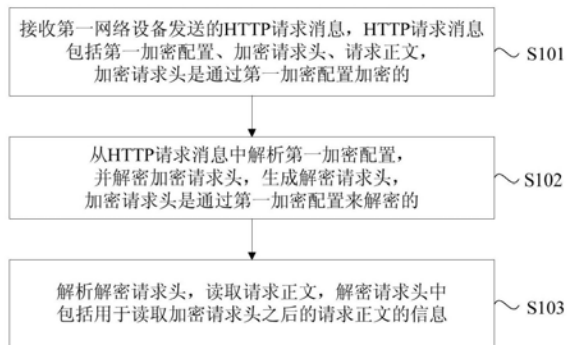 接收第一网络设备发送的HTTP请求消息，HTTP请求消息
包括第一加密配置、加密请求头、请求正文，
加密请求头是通过第一加密配置加密的
S101
从HTTP请求消息中解析第一加密配置，
并解密加密请求头，生成解密请求头，
加密请求头是通过第一加密配置来解密的
S102
解析解密请求头，读取请求正文，解密请求头中
包括用于读取加密请求头之后的请求正文的信息
S103